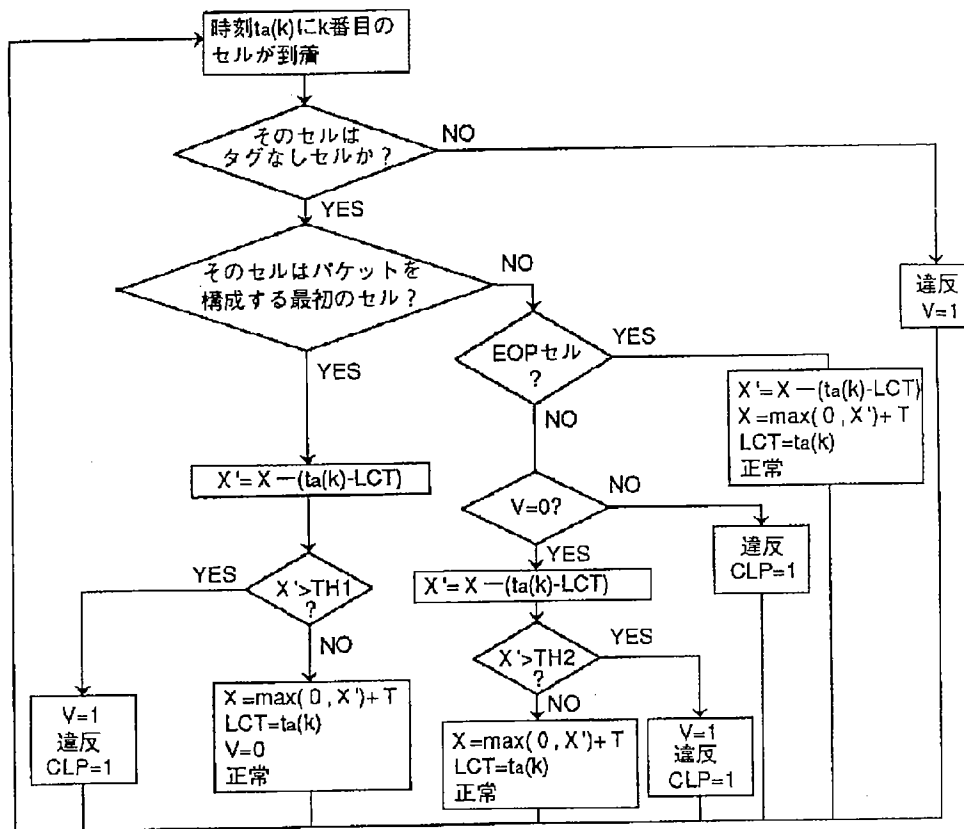 時刻ta(k)にk番目の
セルが到着
そのセルは
タグなしセルか?
NO
YES
そのセルはパケットを
構成する最初のセル?
NO
YES
違反
V=1
EOPセル
?
YES
NO
X'=X－(ta(k)-LCT)
X=max(0,X')+T
LCT=ta(k)
正常
X'=X－(ta(k)-LCT)
V=0?
NO
YES
違反
CLP=1
X'>TH1
?
YES
NO
X'=X－(ta(k)-LCT)
X'>TH2
?
YES
NO
V=1
違反
CLP=1
X=max(0,X')+T
LCT=ta(k)
V=0
正常
X=max(0,X')+T
LCT=ta(k)
正常
V=1
違反
CLP=1